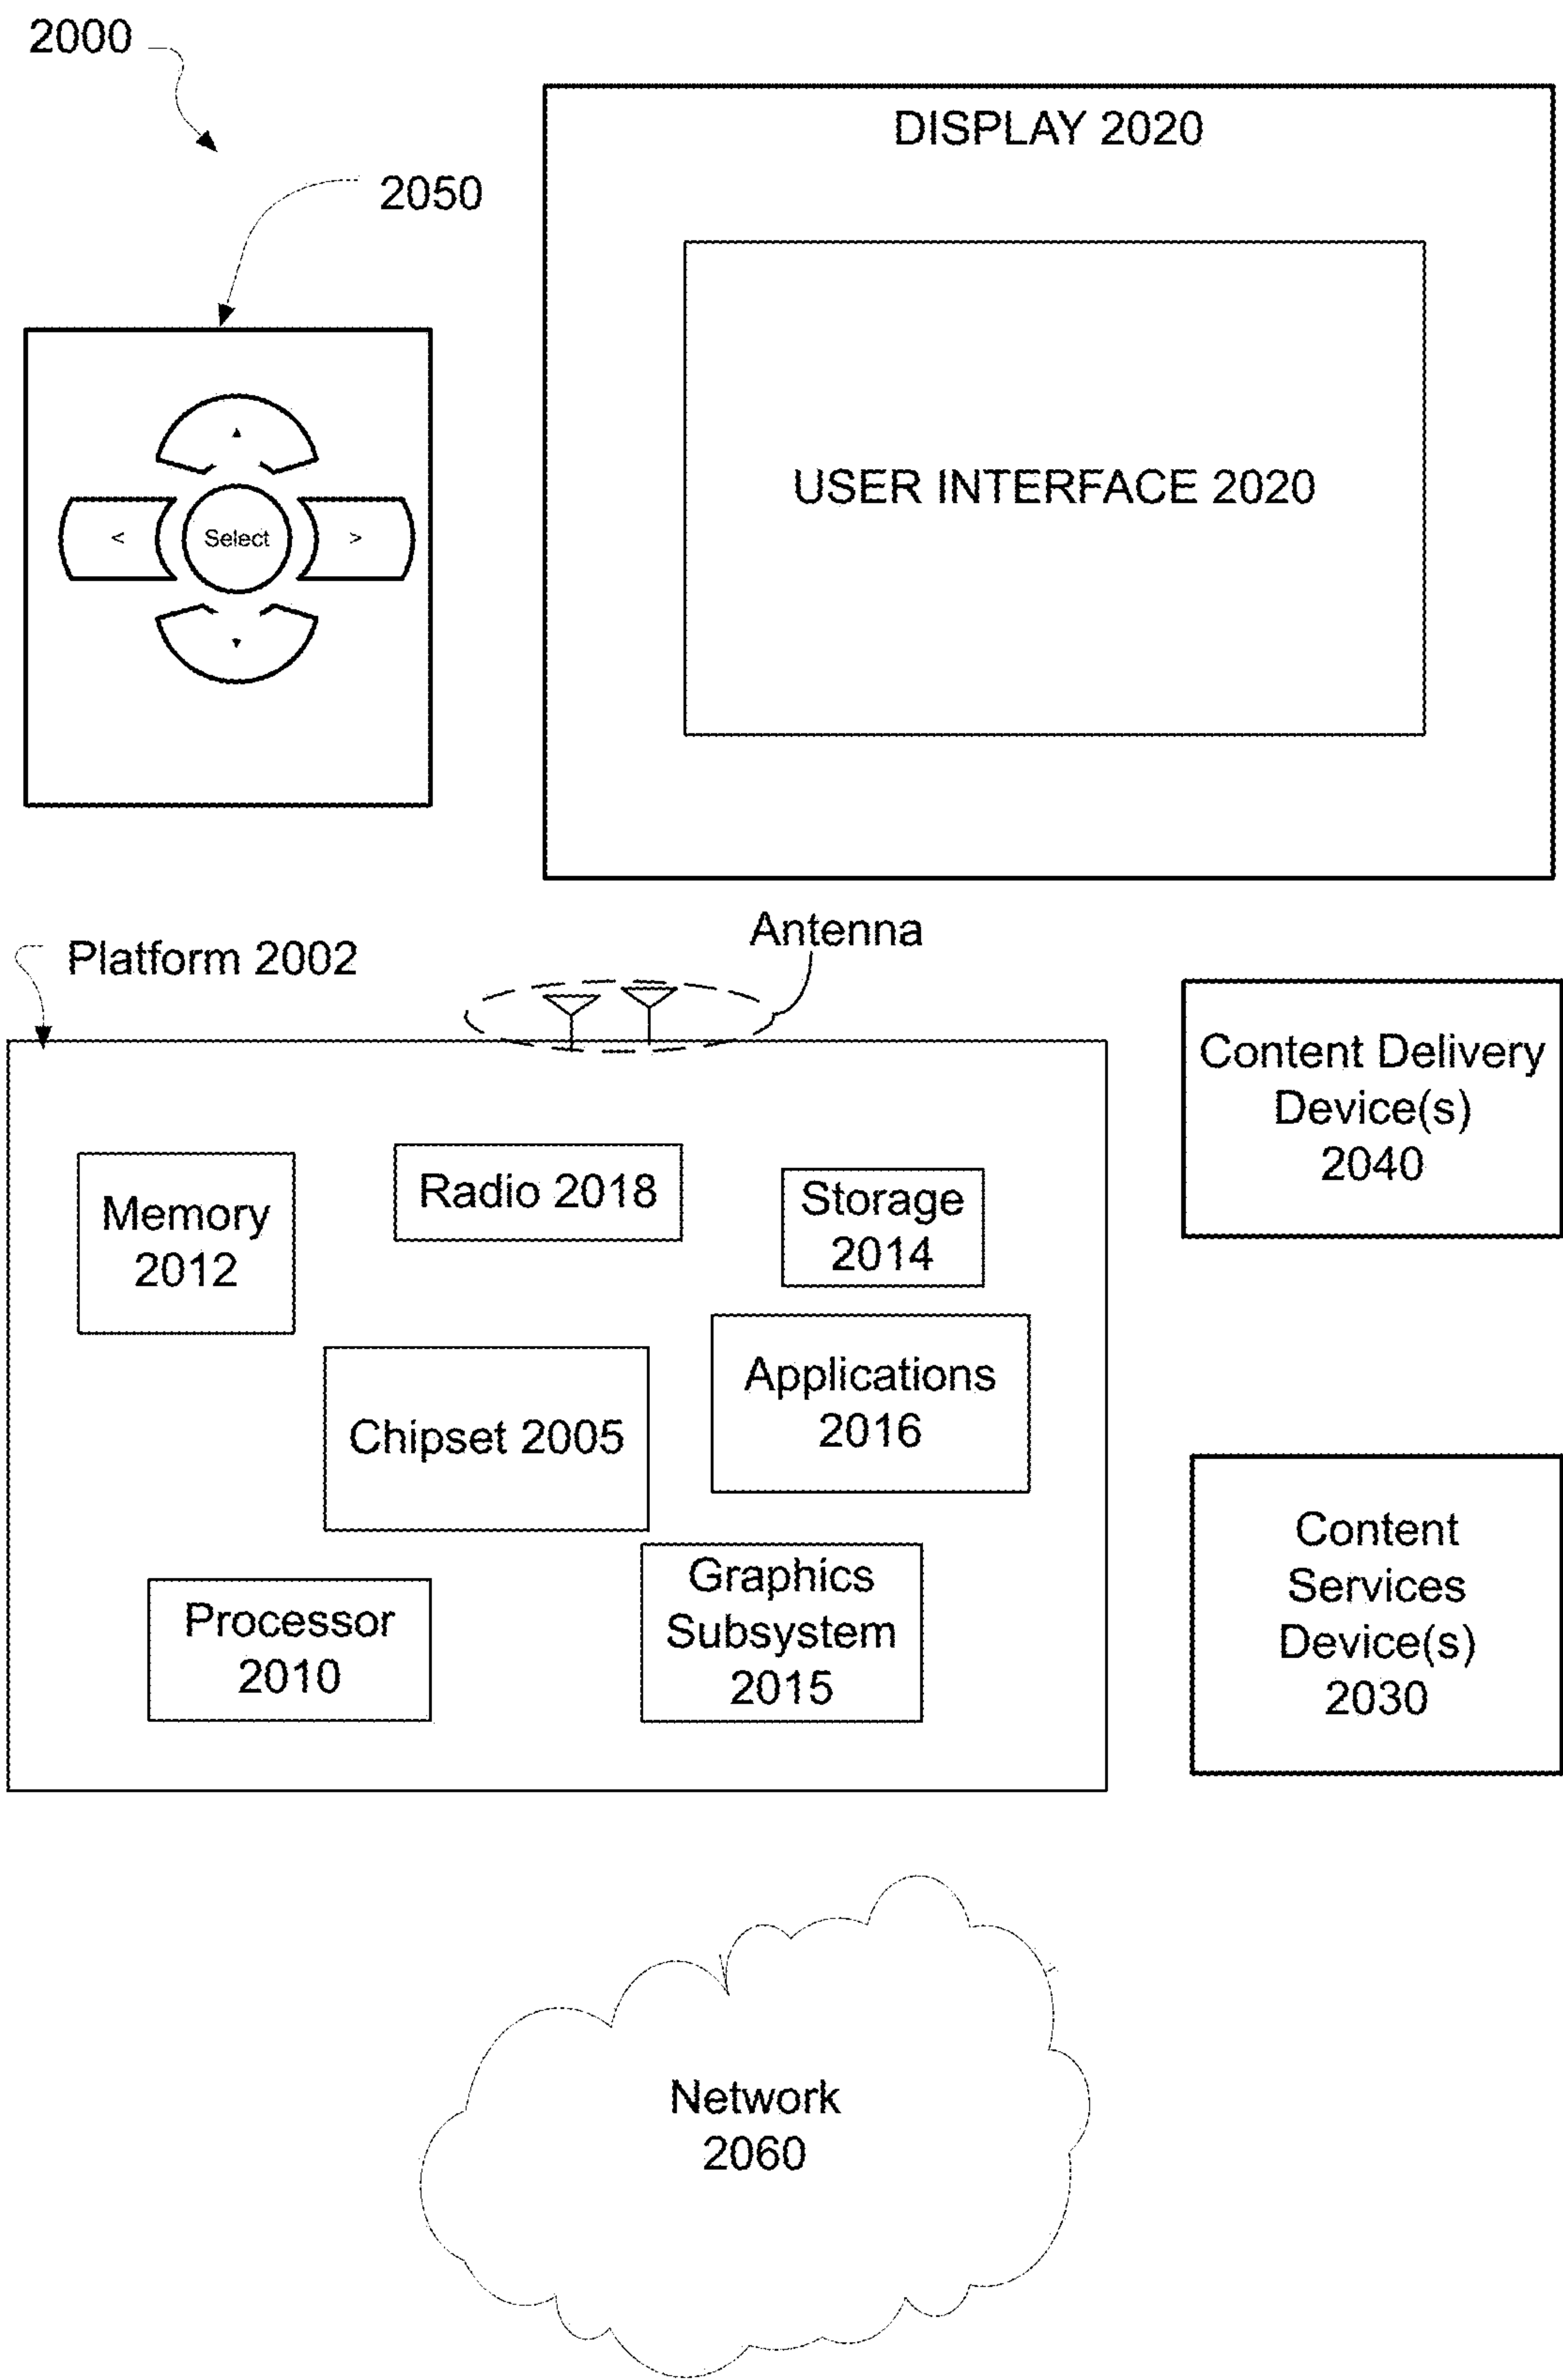 2000
DISPLAY 2020
2050
USER INTERFACE 2020
<
Select
>
Antenna
Platform 2002
Content Delivery
Device(s)
2040
Memory
2012
Radio 2018
Storage
2014
Chipset 2005
Applications
2016
Content
Services
Device(s)
2030
Processor
2010
Graphics
Subsystem
2015
Network
2060